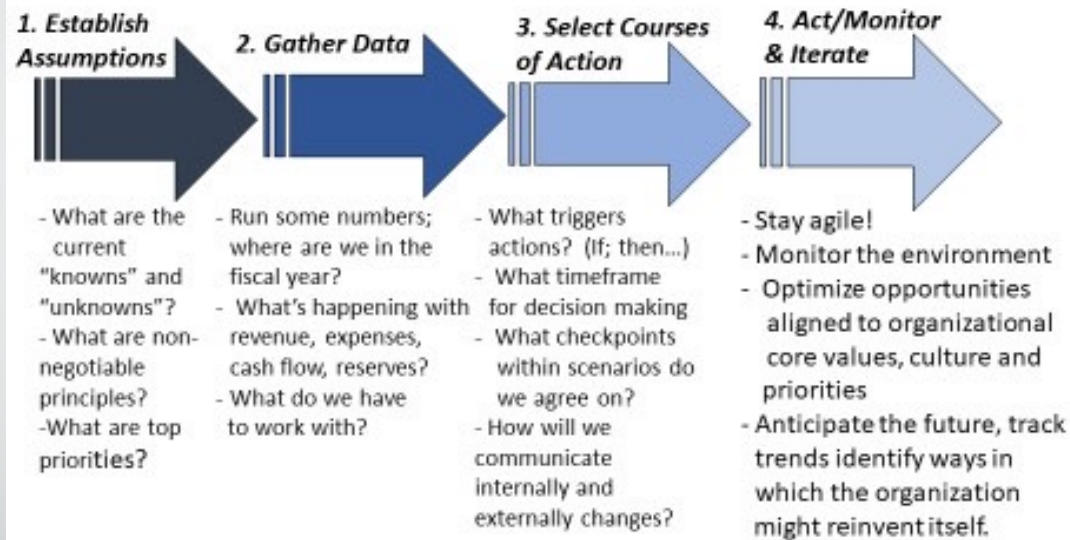 1. Establish
Assumptions
- What are the
current
“knowns” and
“unknowns”?
- What are non-
negotiable
principles?
-What are top
priorities?
2. Gather Data
- Run some numbers;
where are we in the
fiscal year?
- What’s happening with
revenue, expenses,
cash flow, reserves?
- What do we have
to work with?
3. Select Courses
of Action
- What triggers
actions? (If; then...)
- What timeframe
for decision making
- What checkpoints
within scenarios do
we agree on?
- How will we
communicate
internally and
externally changes?
4. Act/Monitor
& Iterate
- Stay agile!
- Monitor the environment
- Optimize opportunities
aligned to organizational
core values, culture and
priorities
- Anticipate the future, track
trends identify ways in
which the organization
might reinvent itself.